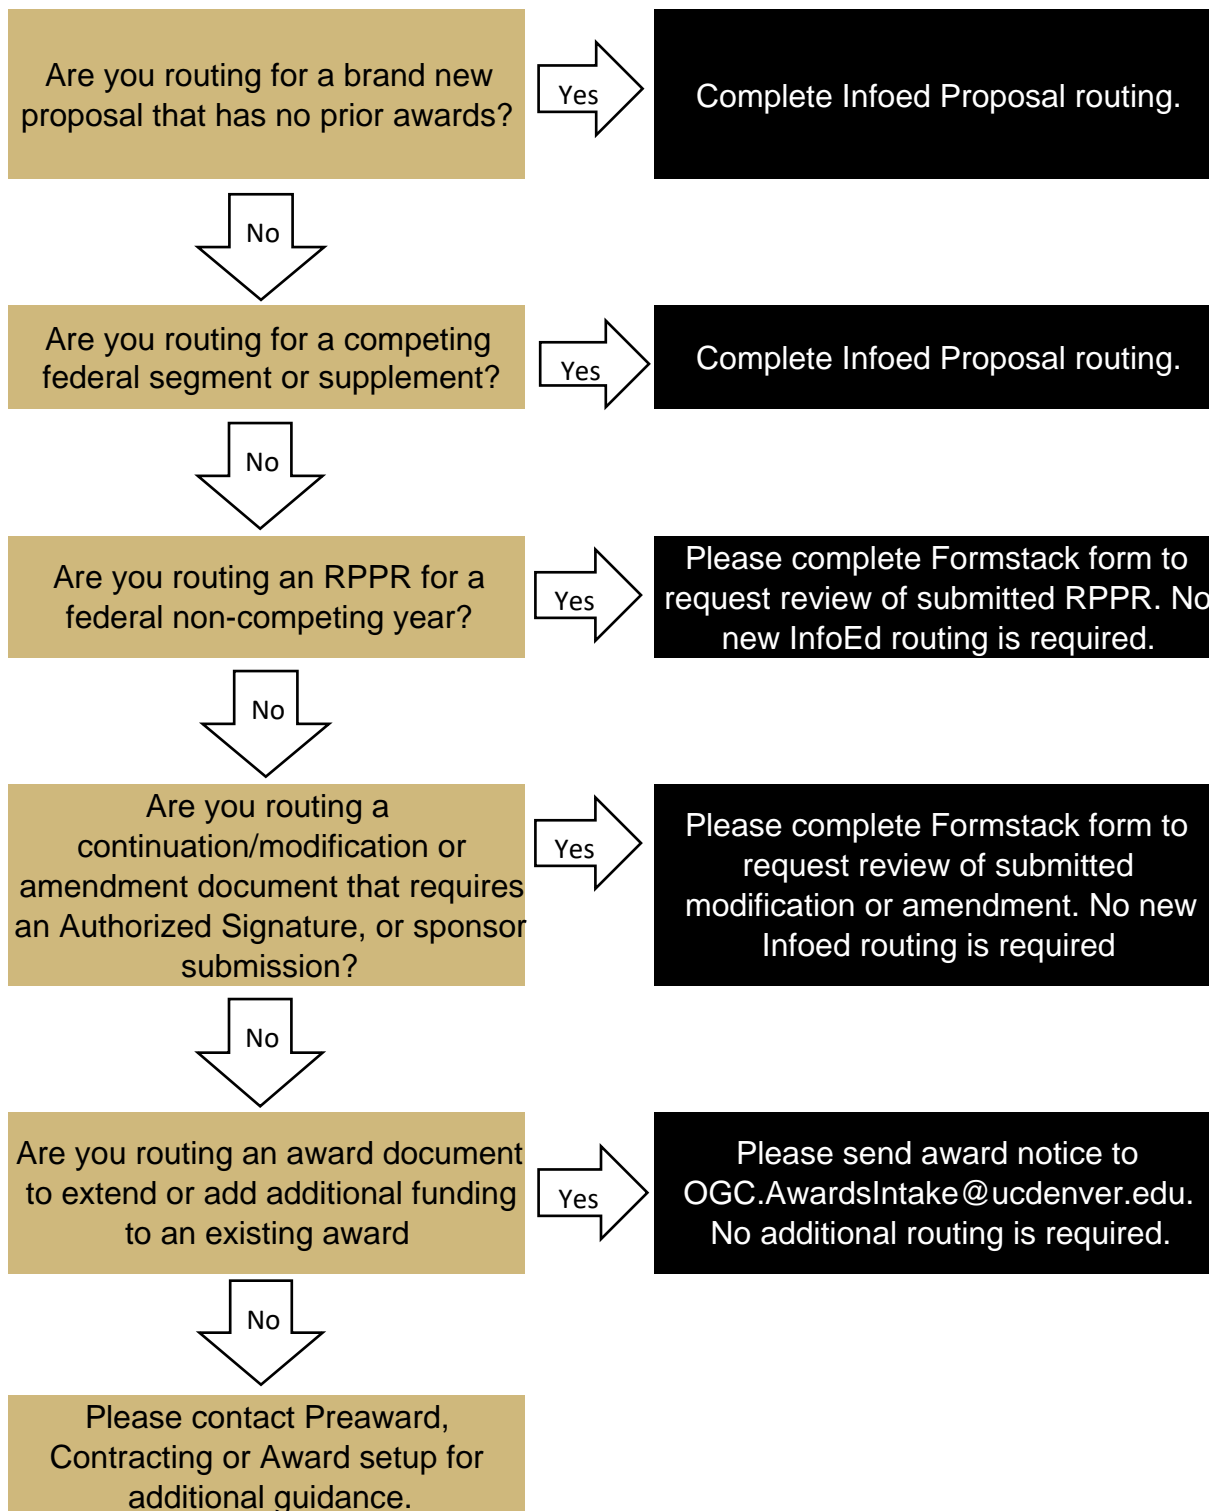 Are you routing for a brand new
proposal that has no prior awards?
Yes
Complete Infoed Proposal routing.
No
Are you routing for a competing
federal segment or supplement?
Yes
Complete Infoed Proposal routing.
No
Are you routing an RPPR for a
federal non-competing year?
Yes
Please complete Formstack form to
request review of submitted RPPR. No
new InfoEd routing is required.
No
Are you routing a
continuation/modification or
amendment document that requires
an Authorized Signature, or sponsor
submission?
Yes
Please complete Formstack form to
request review of submitted
modification or amendment. No new
Infoed routing is required
No
Are you routing an award document
to extend or add additional funding
to an existing award
Yes
Please send award notice to
OGC.AwardsIntake@ucdenver.edu.
No additional routing is required.
No
Please contact Preaward,
Contracting or Award setup for
additional guidance.